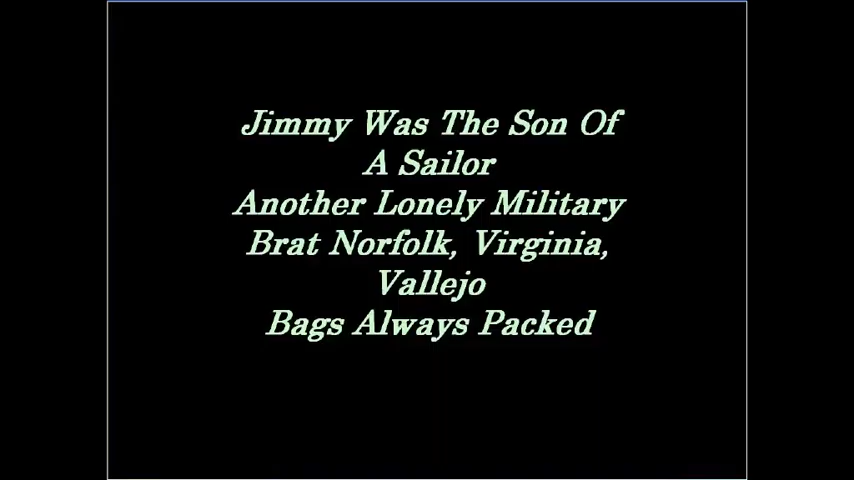 Jimmy Was The Son Of
A Sailor
Another Lonely Military
Brat Norfolk, Virginia,
Vallejo
Bags Always Packed